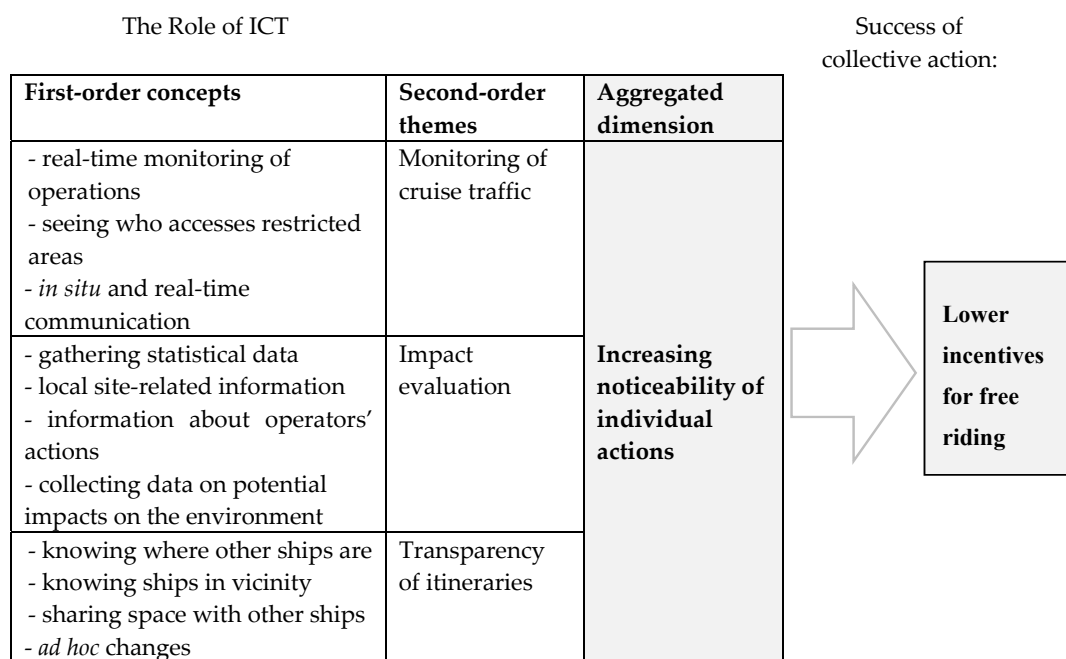 The Role of ICT
Success of
collective action:
First-order concepts
Second-order
themes
Aggregated
dimension
- real-time monitoring of
operations
- seeing who accesses restricted
areas
- in situ and real-time
communication
Monitoring of
cruise traffic
- gathering statistical data
- local site-related information
- information about operators’
actions
- collecting data on potential
impacts on the environment
Impact
evaluation
- knowing where other ships are
- knowing ships in vicinity
- sharing space with other ships
- ad hoc changes
Transparency
of itineraries
Increasing
noticeability of
individual
actions
Lower
incentives
for free
riding